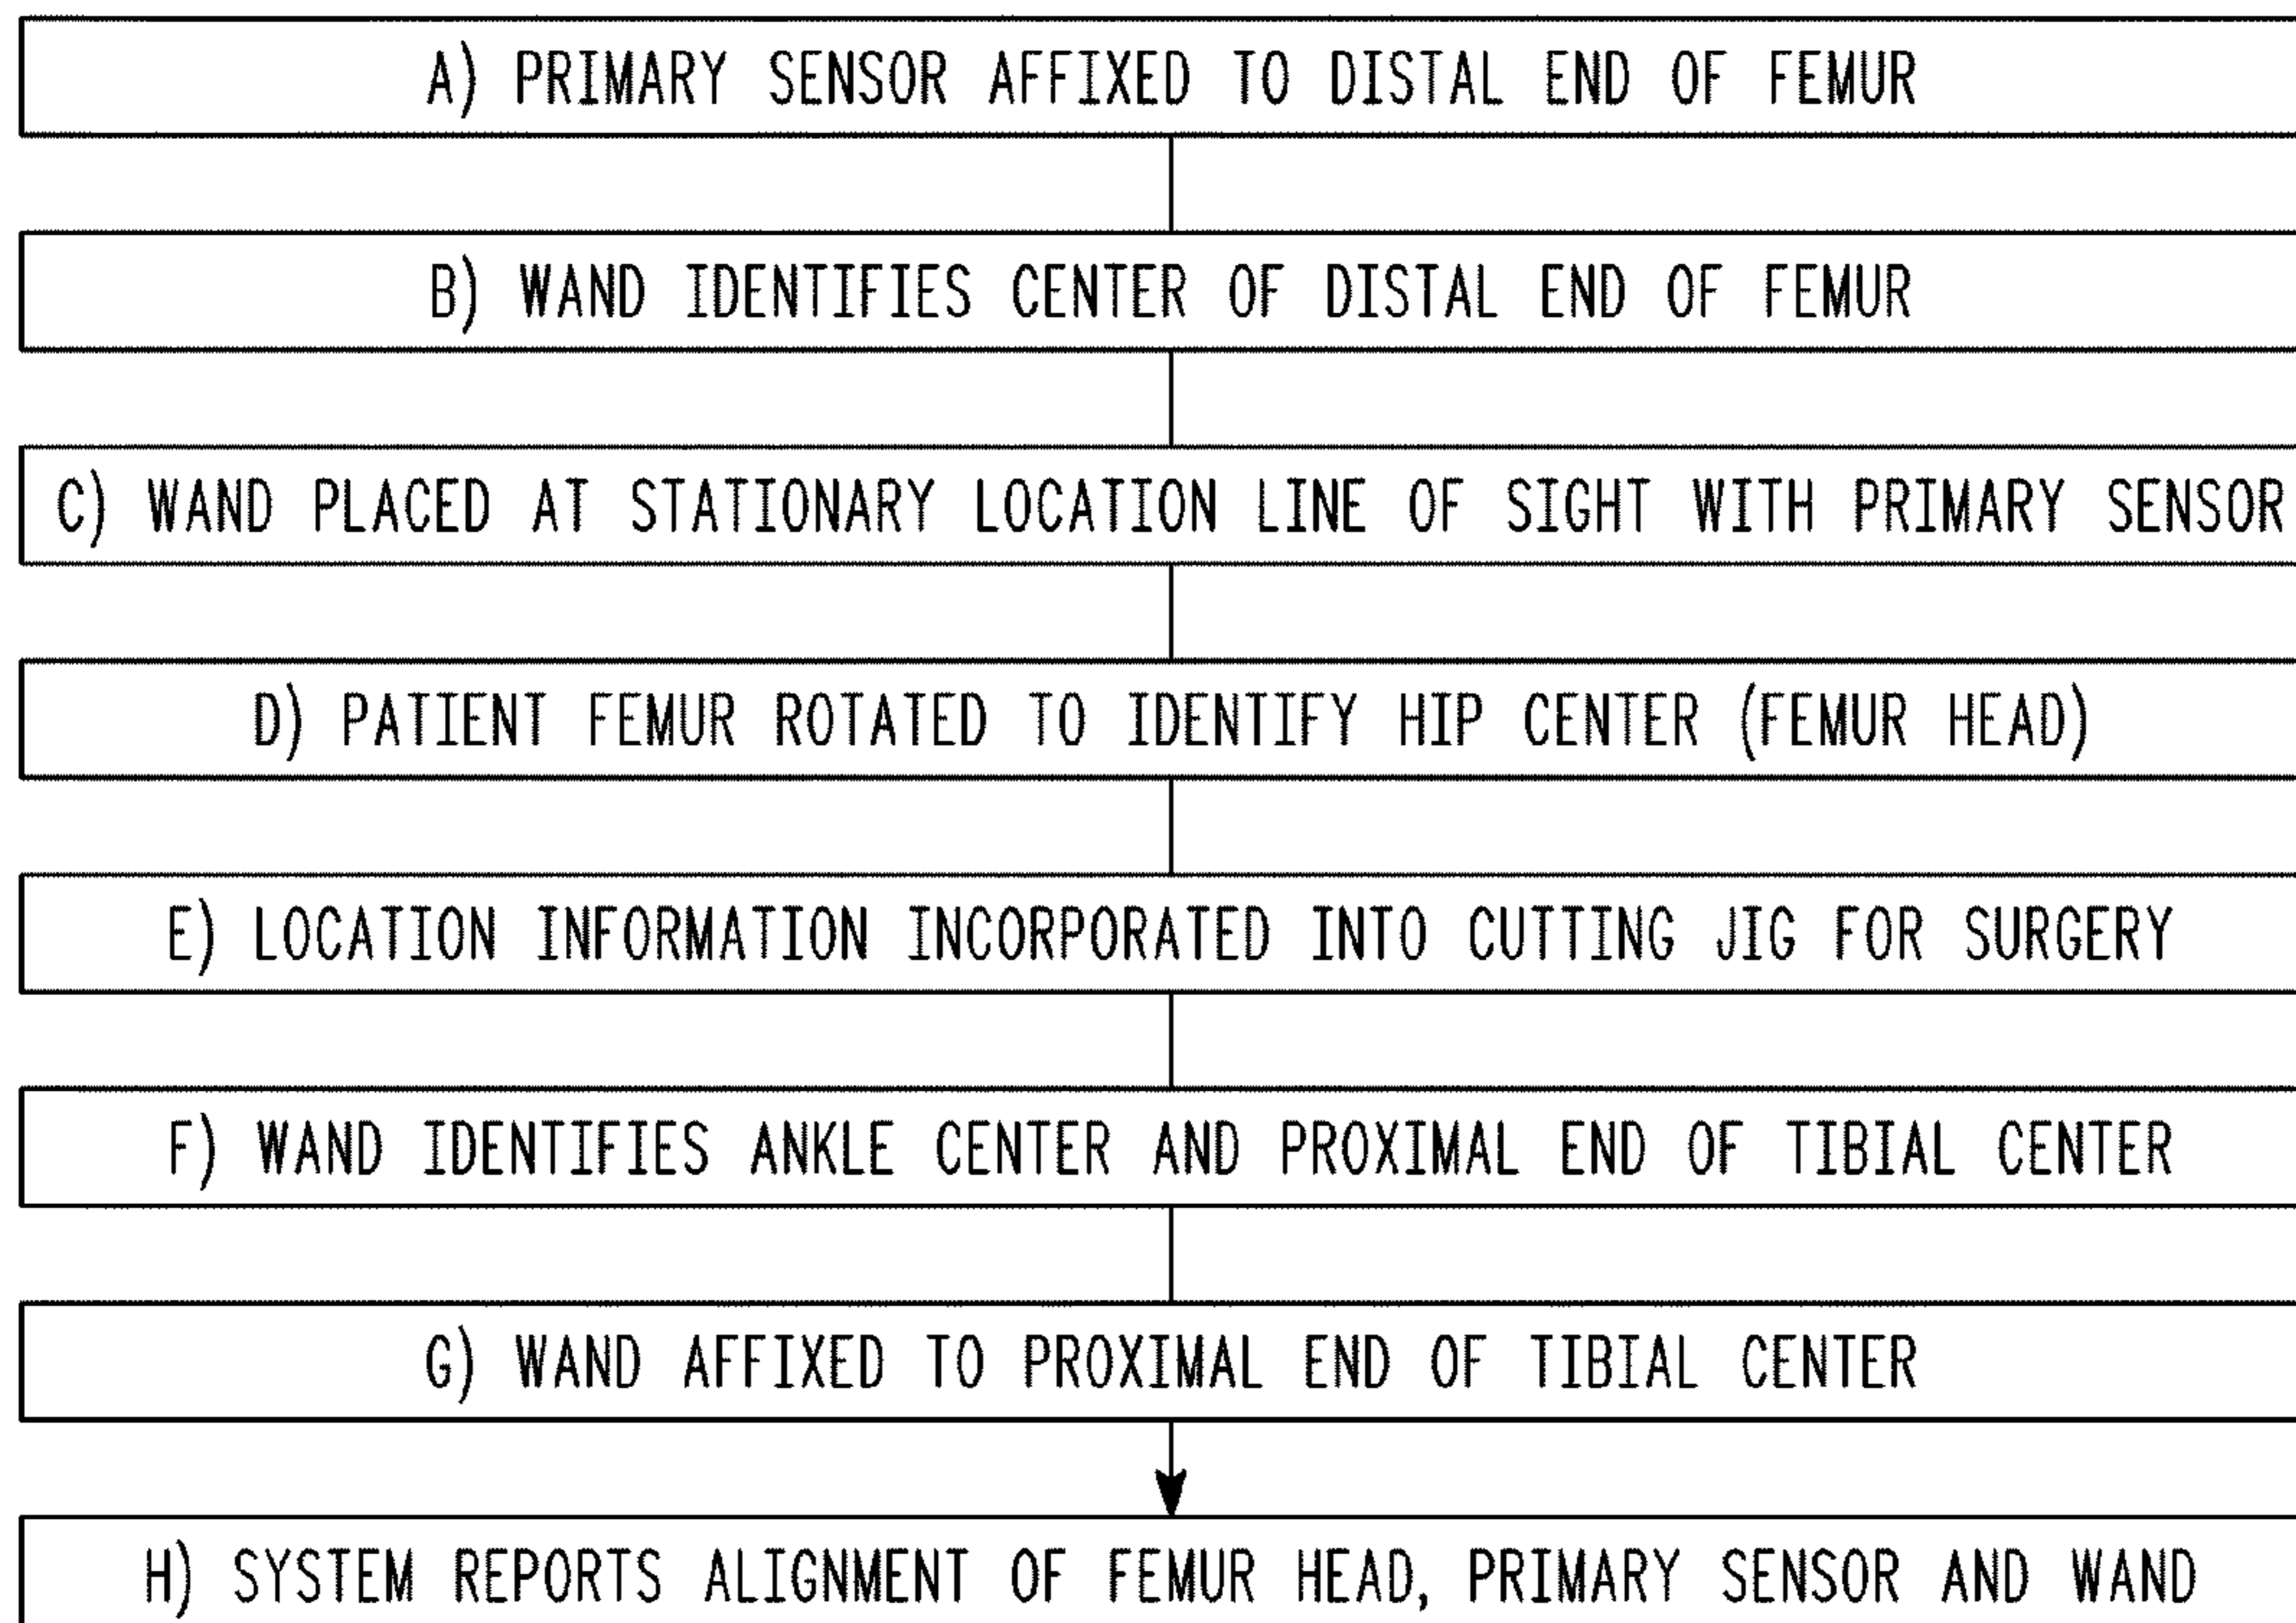 A) PRIMARY SENSOR AFFIXED TO DISTAL END OF FEMUR
B) WAND IDENTIFIES CENTER OF DISTAL END OF FEMUR
C) WAND PLACED AT STATIONARY LOCATION LINE OF SIGHT WITH PRIMARY SENSOR
D) PATIENT FEMUR ROTATED TO IDENTIFY HIP CENTER (FEMUR HEAD)
E) LOCATION INFORMATION INCORPORATED INTO CUTTING JIG FOR SURGERY
F) WAND IDENTIFIES ANKLE CENTER AND PROXIMAL END OF TIBIAL CENTER
G) WAND AFFIXED TO PROXIMAL END OF TIBIAL CENTER
H) SYSTEM REPORTS ALIGNMENT OF FEMUR HEAD, PRIMARY SENSOR AND WAND